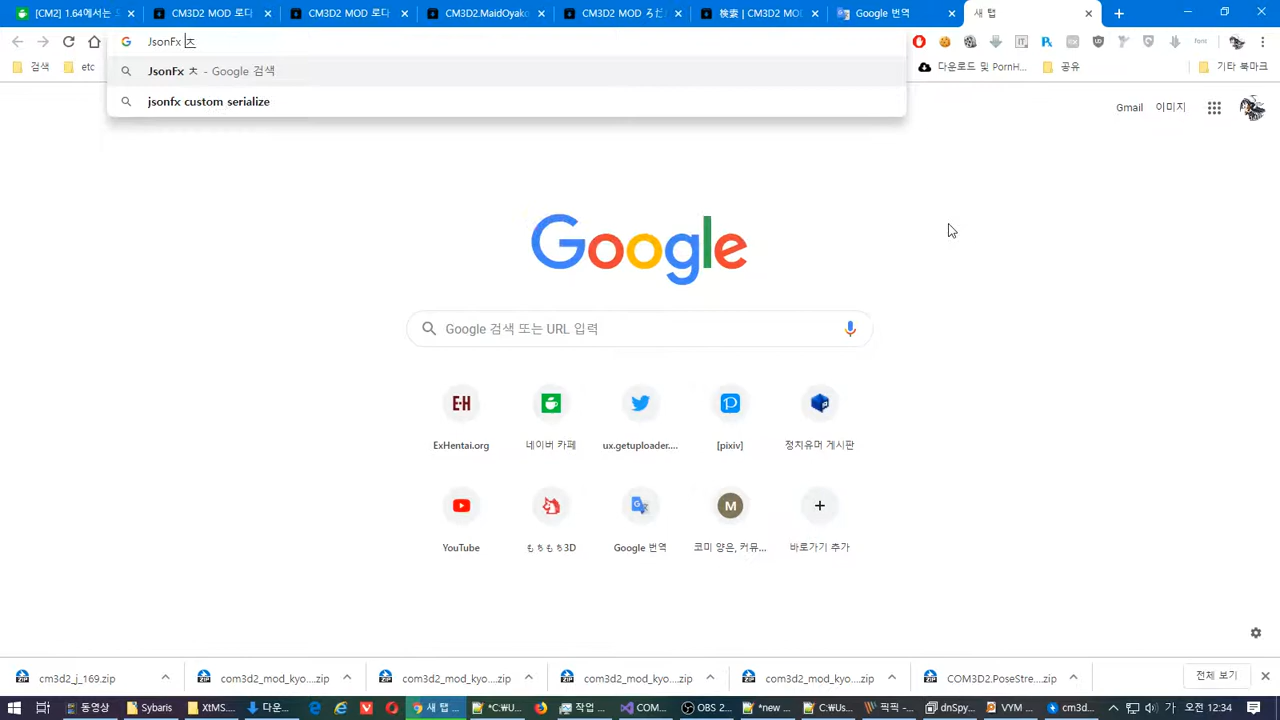 [CM2] 1.64에서는
CM3D2 MOD 로다
CM3D2 MOD 로다
CM3D2.MaidOyako
CM3D2 MOD ろだ
検索 | CM3D2 MO
Google 번역
새 탭
JsonFx ㅈ
검색
etc
다운로드 및 PornH...
공유
기타 북마크
JsonFx ㅊ - Google 검색
jsonfx custom serialize
Gmail 이미지
Google
Google 검색 또는 URL 입력
E·H
ExHentai.org
네이버 카페
ux.getuploader....
[pixiv]
정치유머 게시판
M
YouTube
もちもち3D
Google 번역
코미 양은, 커뮤...
바로가기 추가
cm3d2_j_169.zip
com3d2_mod_kyo....zip
com3d2_mod_kyo....zip
com3d2_mod_kyo....zip
com3d2_mod_kyo....zip
COM3D2.PoseStre....zip
전체 보기
동영상
Sybaris
XtMS...
다운...
새 탭 ...
*C:₩U...
작업 ...
COM...
OBS 2...
*new ...
C:₩Us...
픽픽 - ...
dnSpy...
VYM ...
cm3d...
가
오전 12:34